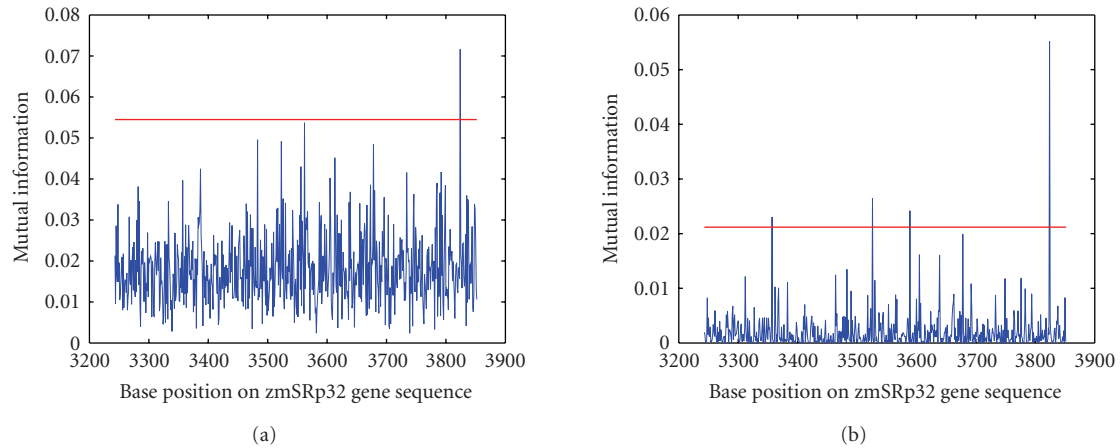 0.08
0.07
0.06
0.05
0.04
0.03
0.02
0.01
0
Mutual information
3200 3300 3400 3500 3600 3700 3800 3900
Base position on zmSRp32 gene sequence
(a)
0.06
0.05
0.04
0.03
0.02
0.01
0
Mutual information
3200 3300 3400 3500 3600 3700 3800 3900
Base position on zmSRp32 gene sequence
(b)